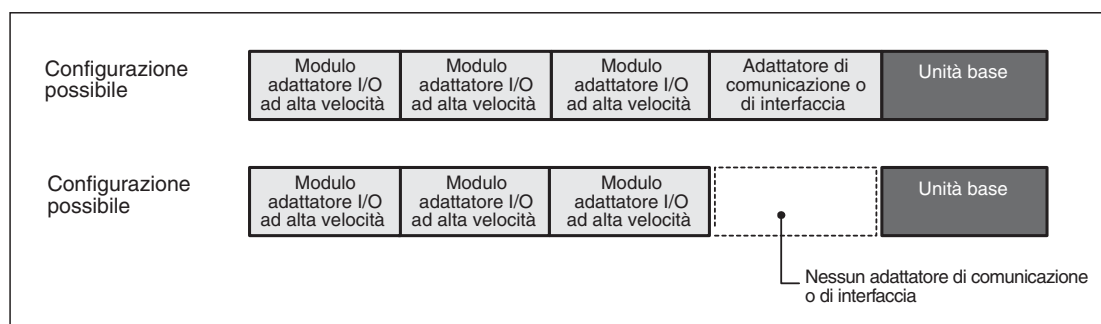 Configurazione
possibile
Modulo
adattatore I/O
ad alta velocità
Modulo
adattatore I/O
ad alta velocità
Modulo
adattatore I/O
ad alta velocità
Adattatore di
comunicazione o
di interfaccia
Unità base
Configurazione
possibile
Modulo
adattatore I/O
ad alta velocità
Modulo
adattatore I/O
ad alta velocità
Modulo
adattatore I/O
ad alta velocità
Unità base
Nessun adattatore di comunicazione
o di interfaccia